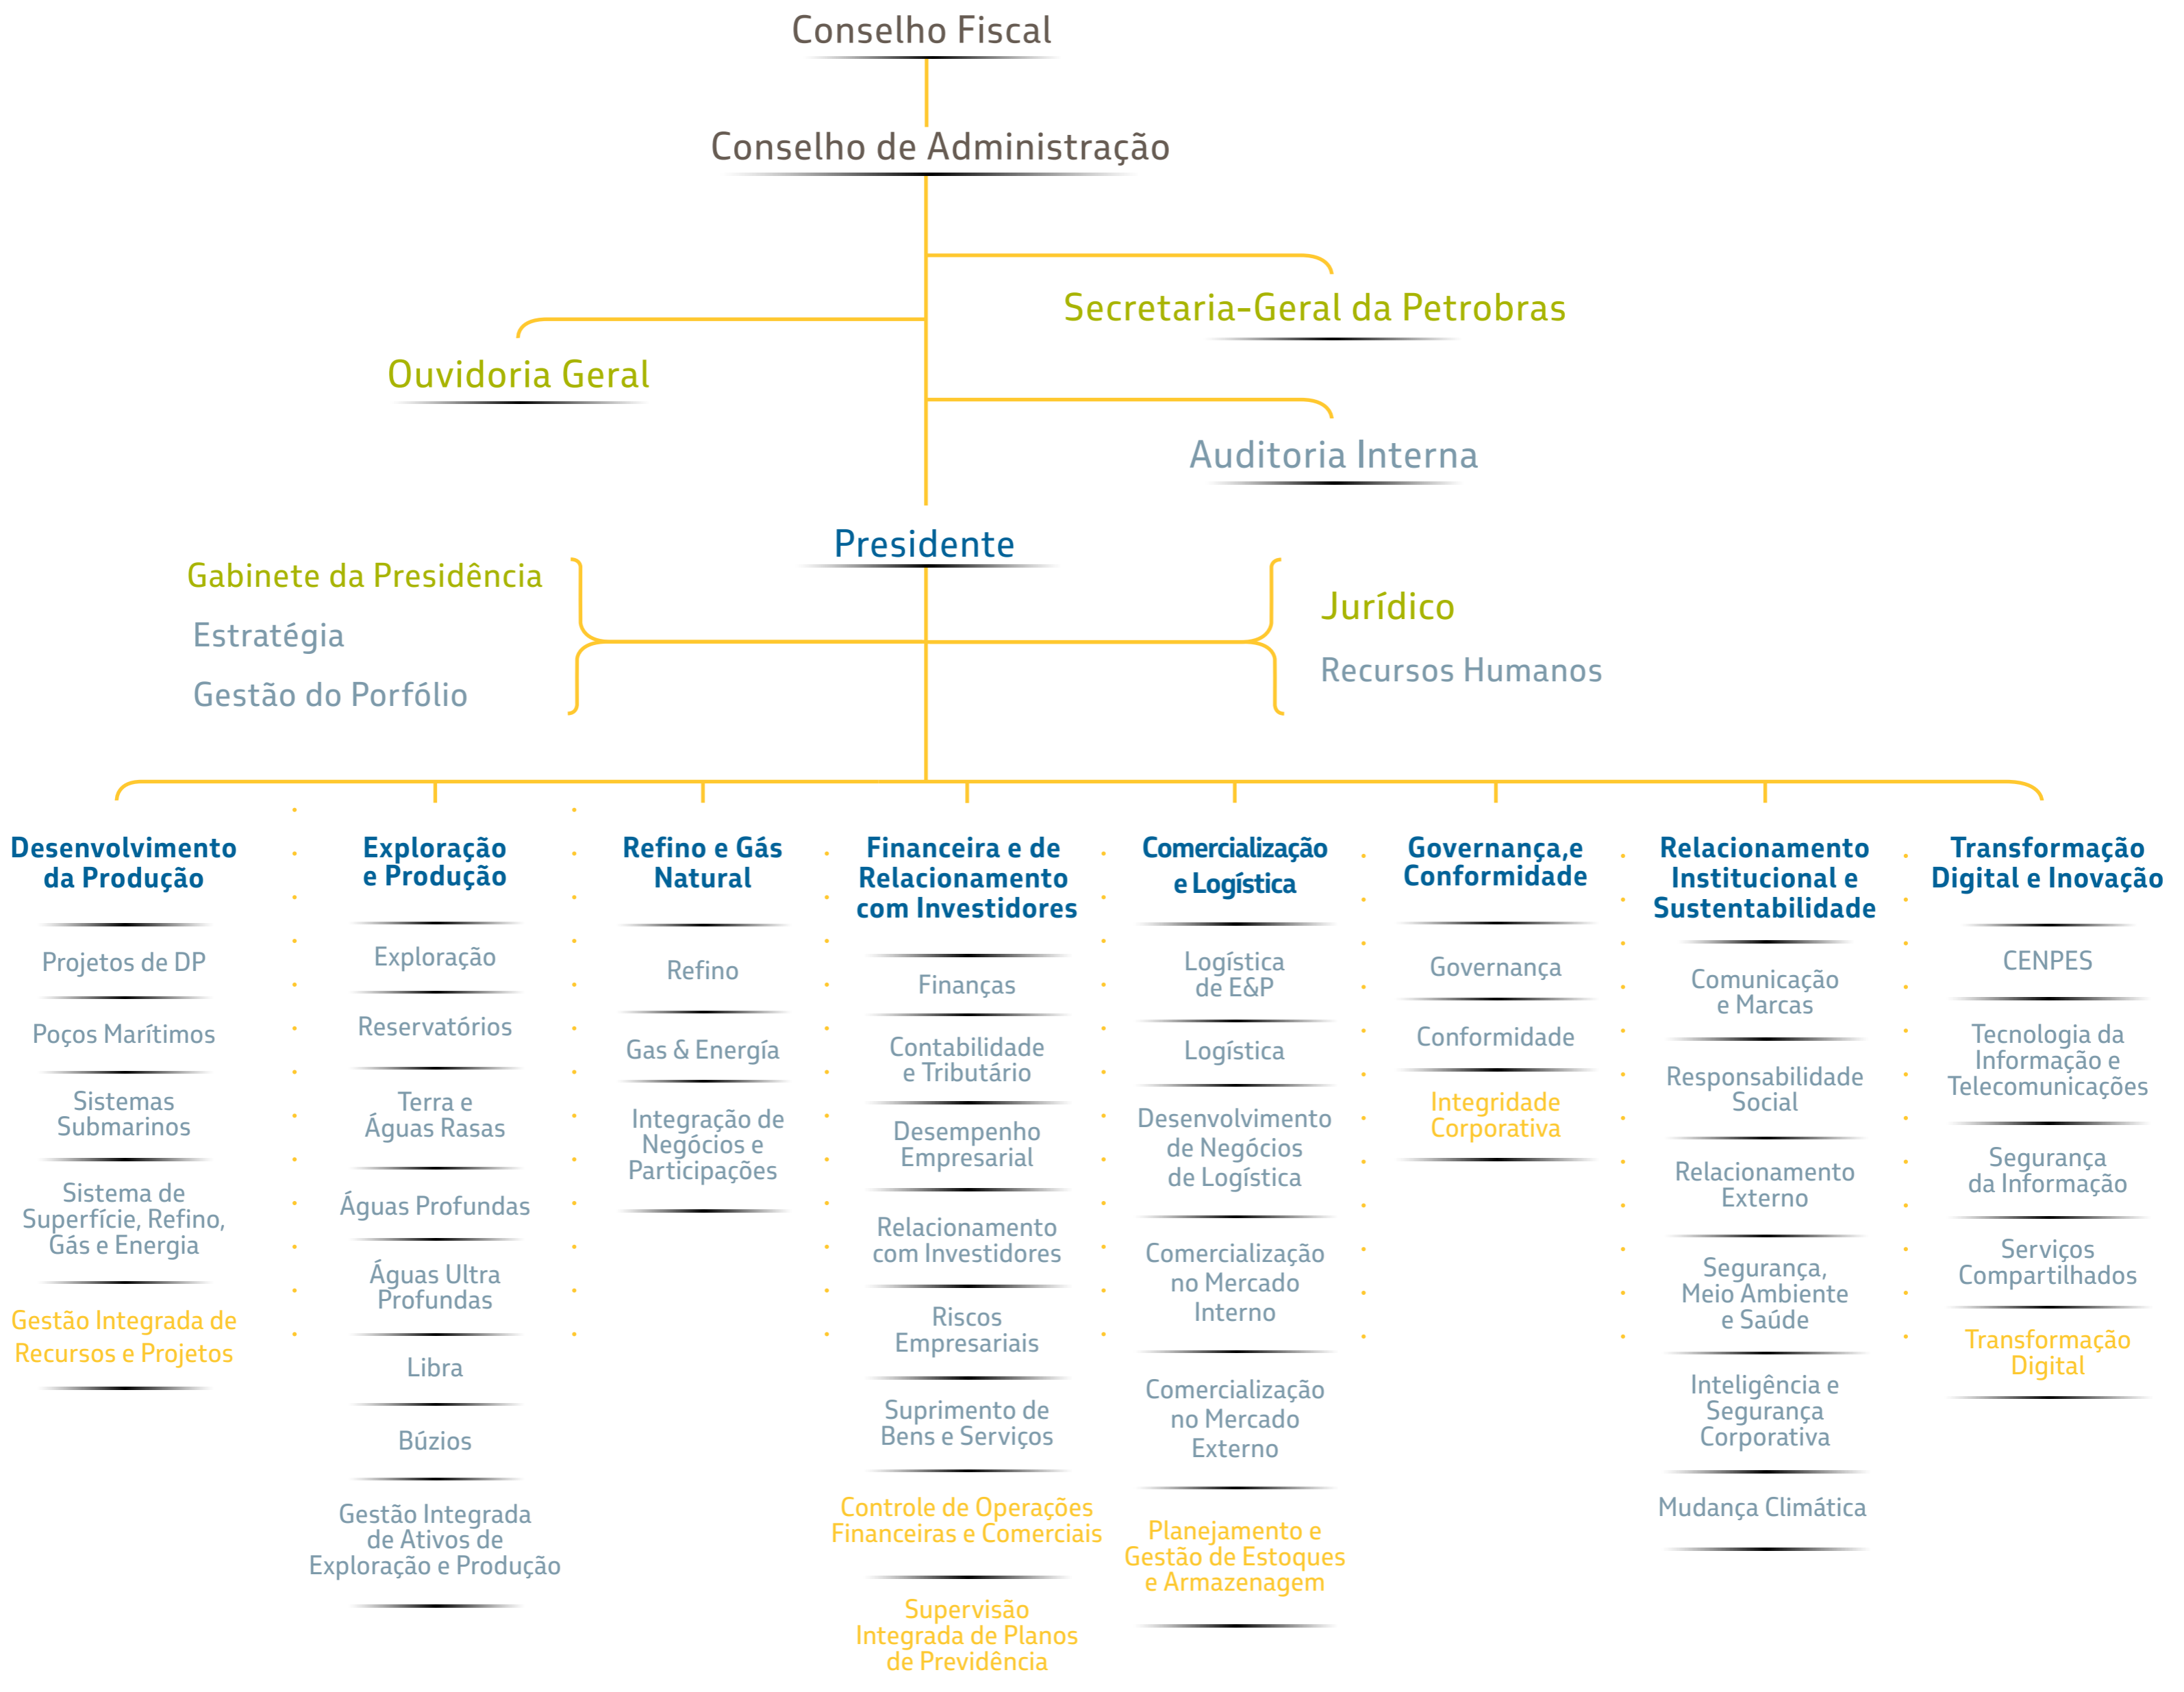 Conselho Fiscal
Conselho de Administração
Secretaria-Geral da Petrobras
Ouvidoria Geral
Auditoria Interna
Presidente
Gabinete da Presidência
Estratégia
Gestão do Porfólio
Jurídico
Recursos Humanos
Desenvolvimento
da Produção
Projetos de DP
Poços Marítimos
Sistemas
Submarinos
Sistema de
Superfície, Refino,
Gás e Energia
Gestão Integrada de
Recursos e Projetos
Exploração
e Produção
Exploração
Reservatórios
Terra e
Águas Rasas
Águas Profundas
Águas Ultra
Profundas
Libra
Búzios
Gestão Integrada
de Ativos de
Exploração e Produção
Refino e Gás
Natural
Refino
Gas & Energía
Integração de
Negócios e
Participações
Financeira e de
Relacionamento
com Investidores
Finanças
Contabilidade
e Tributário
Desempenho
Empresarial
Relacionamento
com Investidores
Riscos
Empresariais
Suprimento de
Bens e Serviços
Controle de Operações
Financeiras e Comerciais
Supervisão
Integrada de Planos
de Previdência
Comercialização
e Logística
Logística
de E&P
Logística
Desenvolvimento
de Negócios
de Logística
Comercialização
no Mercado
Interno
Comercialização
no Mercado
Externo
Planejamento e
Gestão de Estoques
e Armazenagem
Governança,e
Conformidade
Governança
Conformidade
Integridade
Corporativa
Relacionamento
Institucional e
Sustentabilidade
Comunicação
e Marcas
Responsabilidade
Social
Relacionamento
Externo
Segurança,
Meio Ambiente
e Saúde
Inteligência e
Segurança
Corporativa
Mudança Climática
Transformação
Digital e Inovação
CENPES
Tecnologia da
Informação e
Telecomunicações
Segurança
da Informação
Serviços
Compartilhados
Transformação
Digital